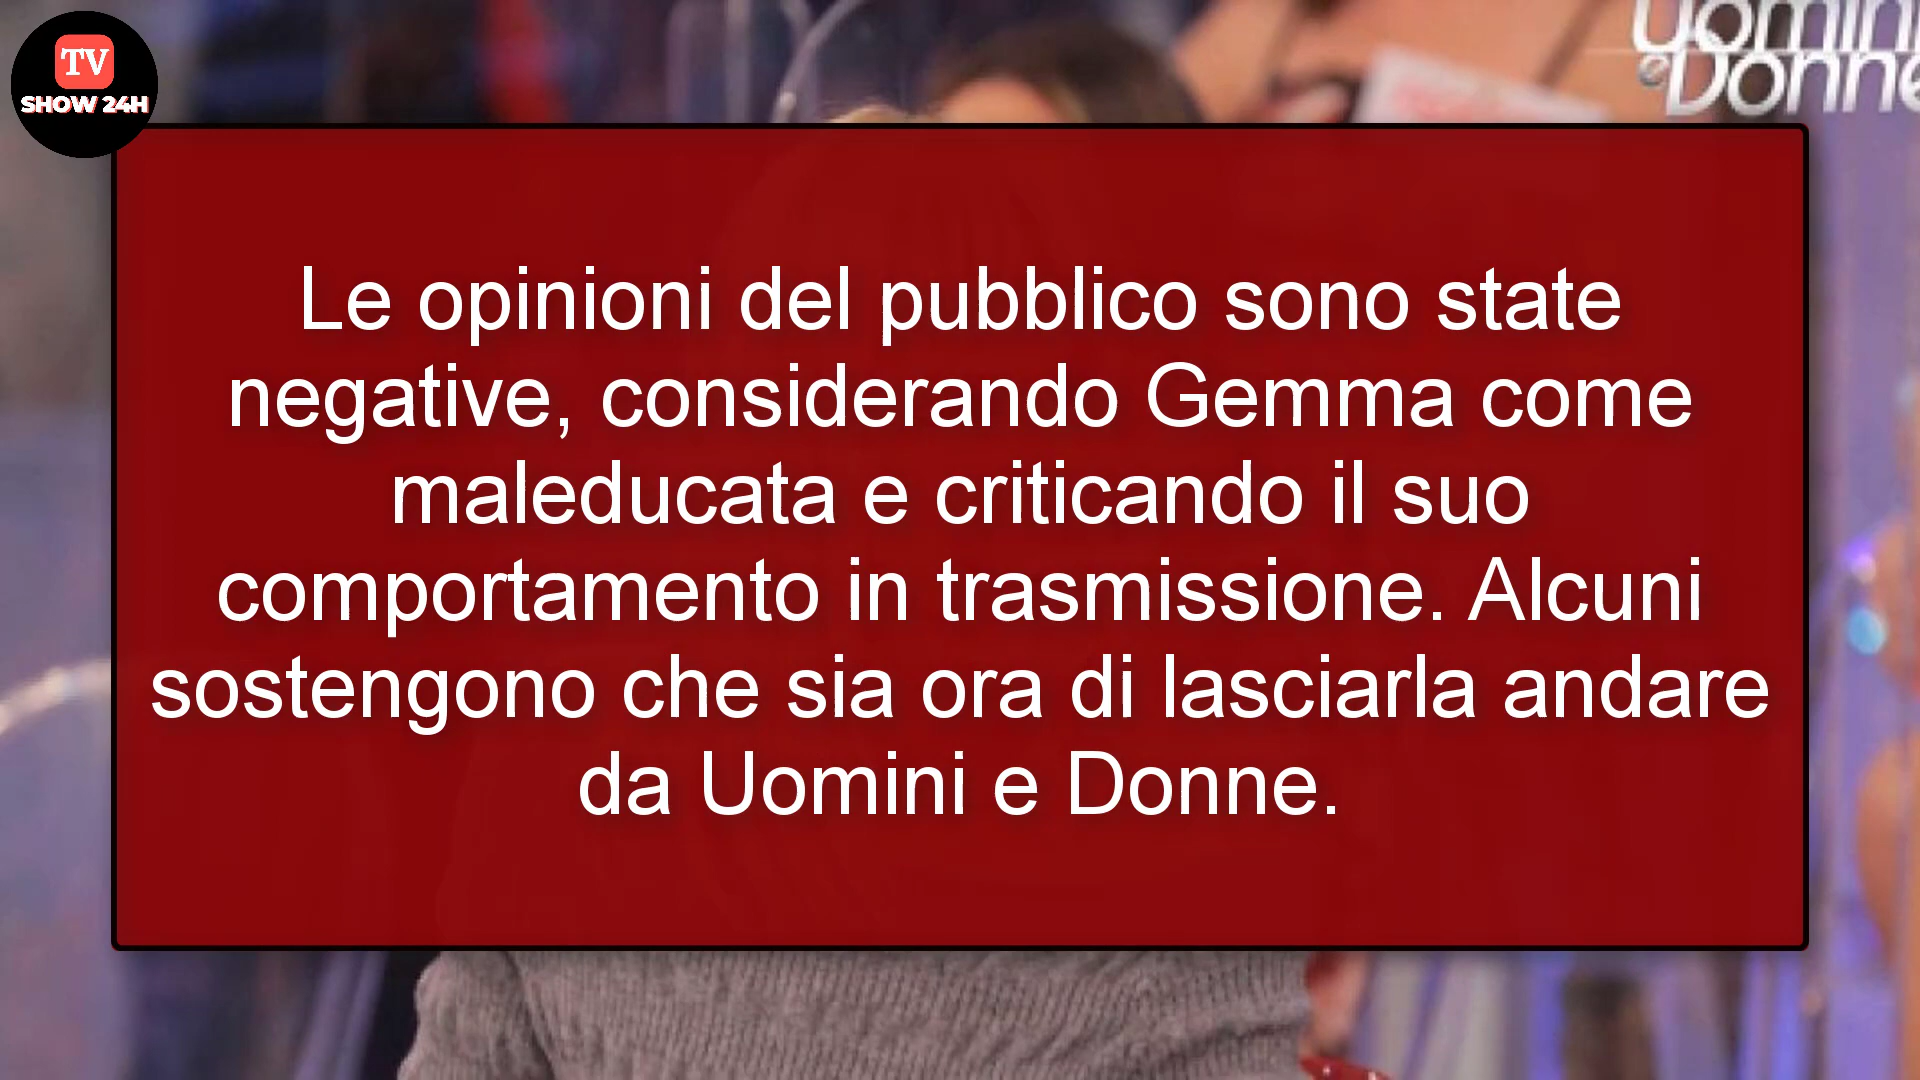 TV
SHOW 24H
uomini
e Donne
Le opinioni del pubblico sono state
negative, considerando Gemma come
maleducata e criticando il suo
comportamento in trasmissione. Alcuni
sostengono che sia ora di lasciarla andare
da Uomini e Donne.